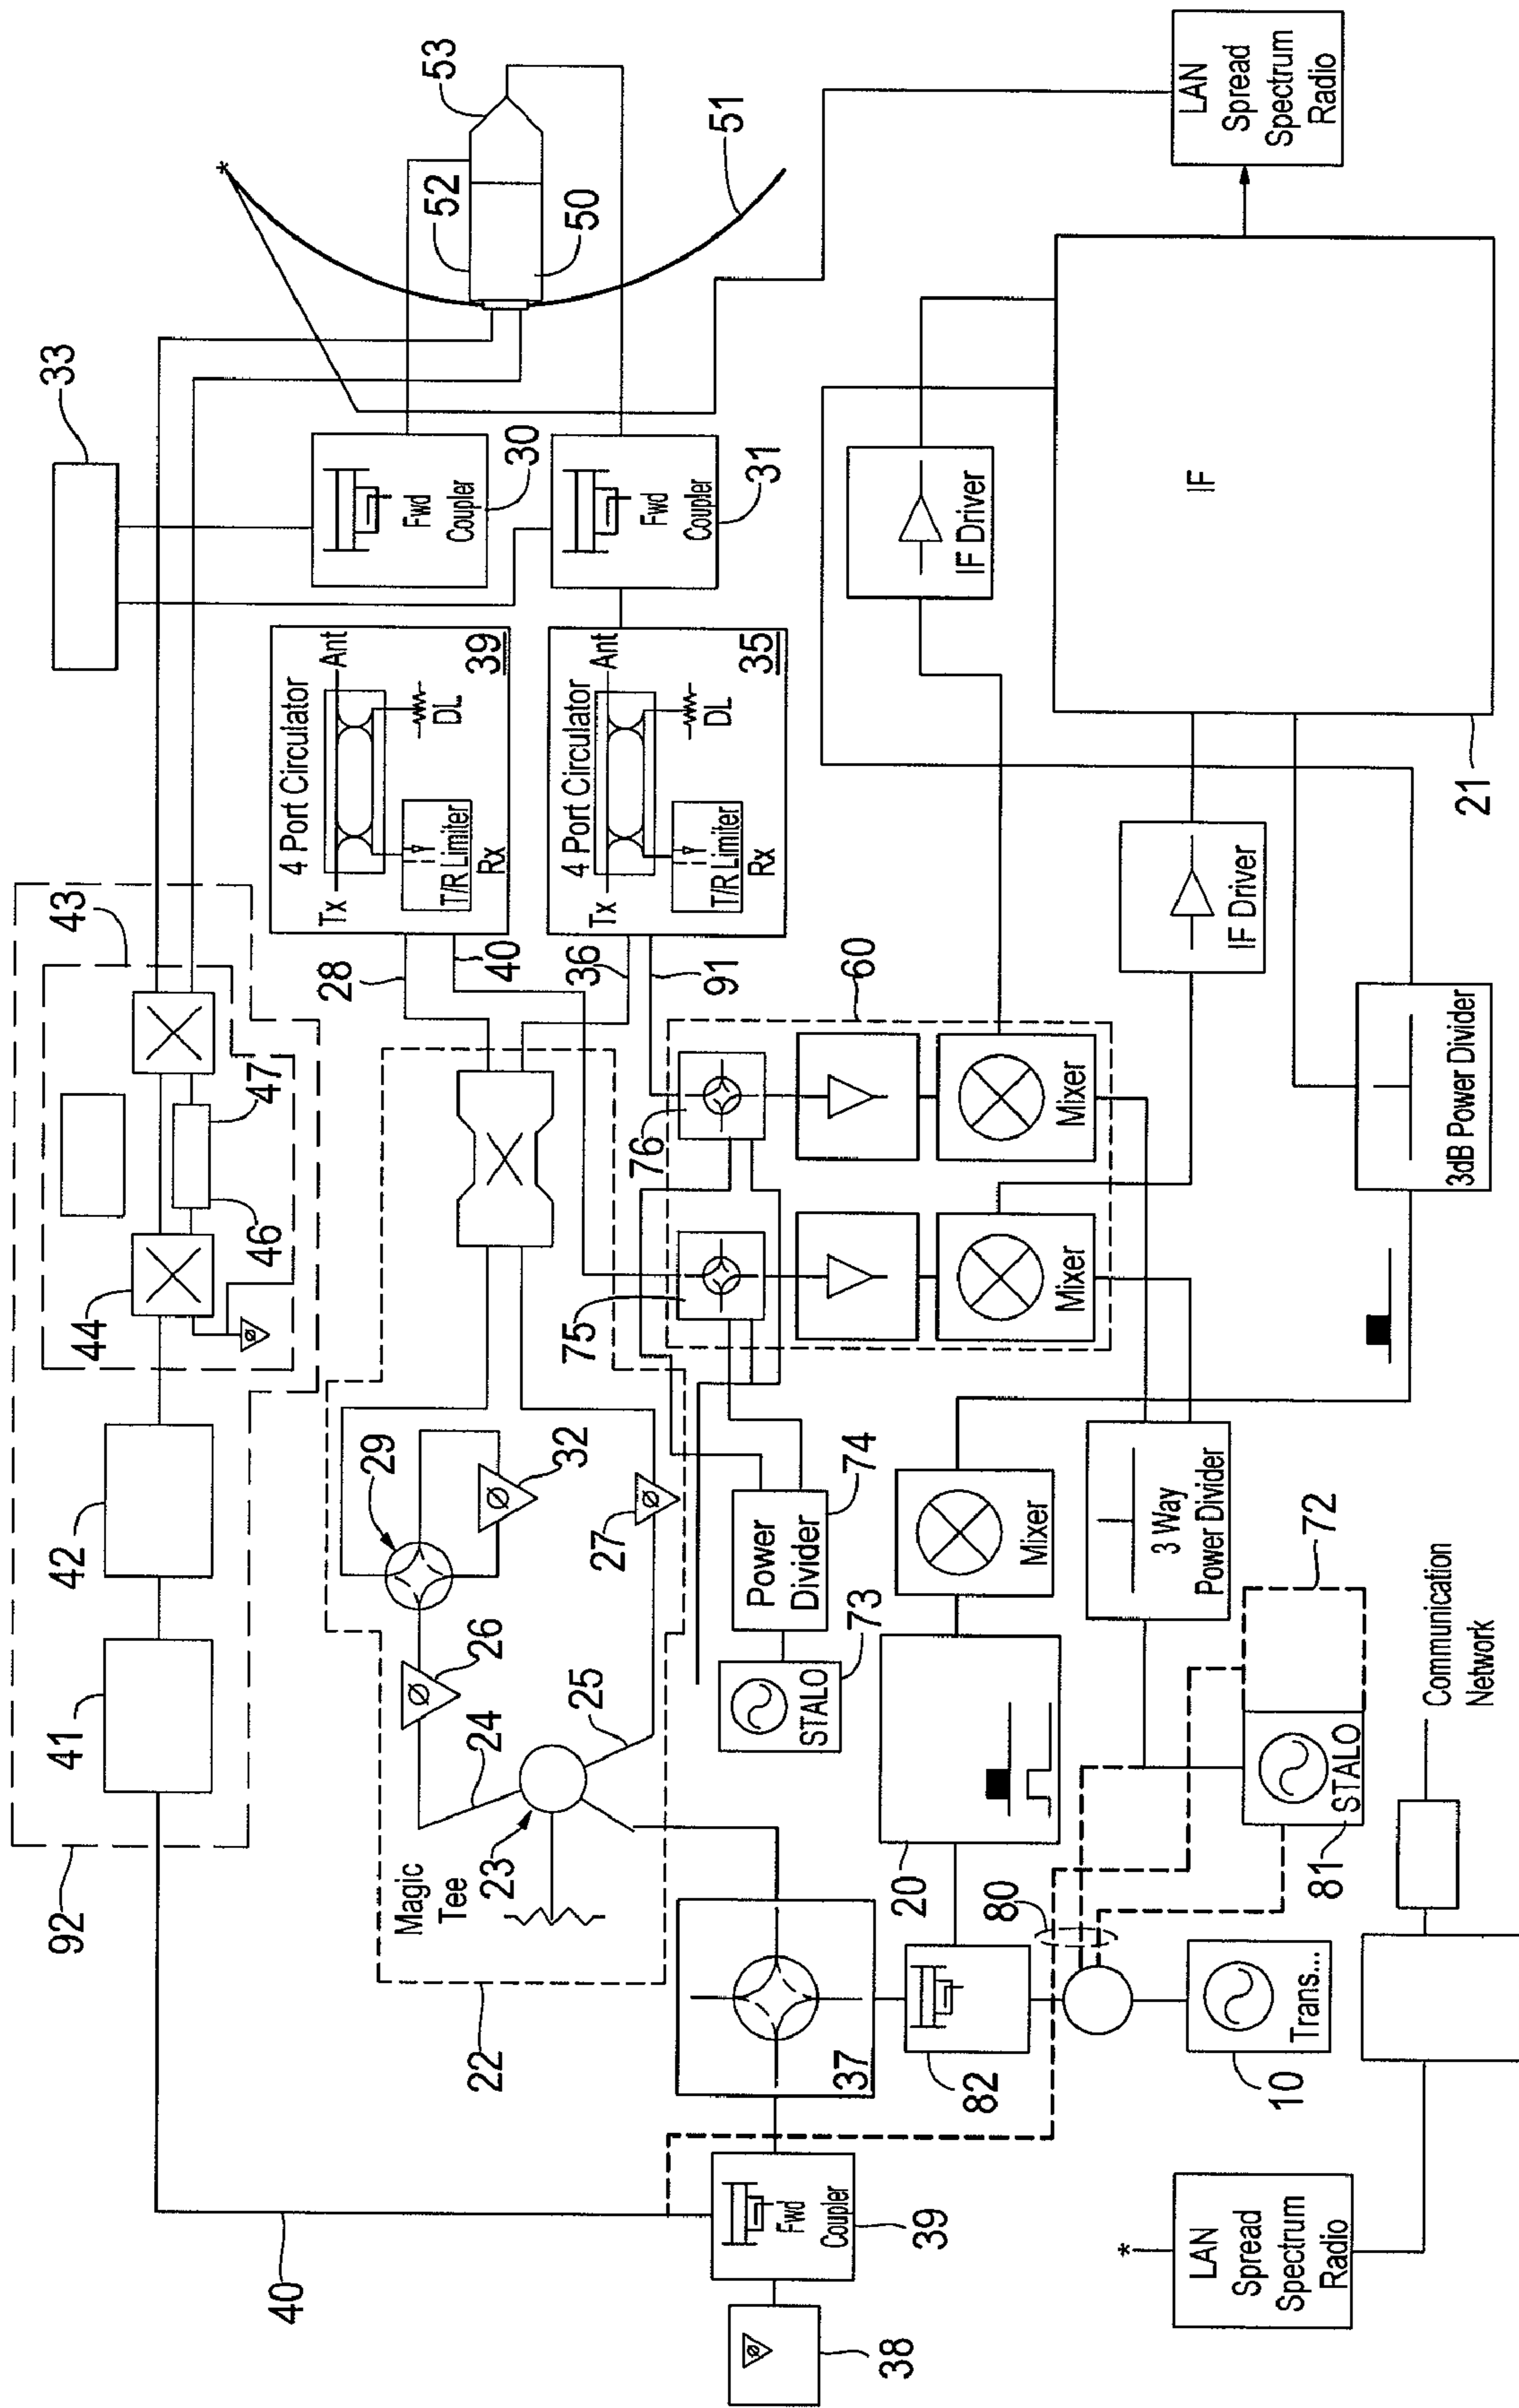 33
53
52
50
51
Fwd
Coupler
30
Fwd
Coupler
31
LAN
Spread
Spectrum
Radio
43
44
46
47
42
41
92
4 Port Circulator
Tx
Ant
T/R Limiter
Rx
DL
39
4 Port Circulator
Tx
Ant
T/R Limiter
Rx
DL
35
28
40
36
91
60
29
32
26
27
24
25
23
Magic
Tee
22
76
75
Mixer
Mixer
IF Driver
IF Driver
IF
21
Power
Divider
74
STALO
73
Mixer
3 Way
Power Divider
3dB Power Divider
72
20
80
STALO
81
Communication
Network
37
82
Trans...
10
40
Fwd
Coupler
39
38
LAN
Spread
Spectrum
Radio